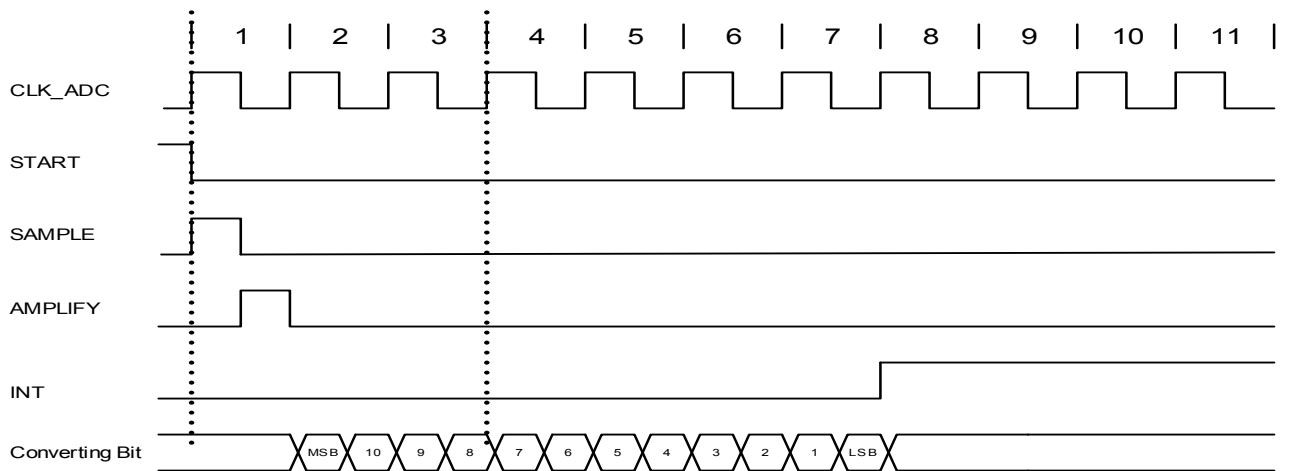 1 2 3 4 5 6 7 8 9 10 11
CLK_ADC
START
SAMPLE
AMPLIFY
INT
Converting Bit MSB 10 9 8 7 6 5 4 3 2 1 LSB